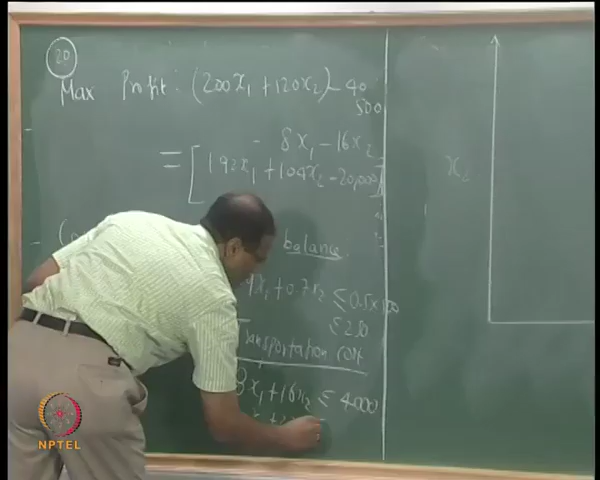 20
Max Profit : (200x₁ + 120x₂) - 40
500
- 8x₁ - 16x₂
= [192x₁ + 104x₂ - 20,000]
balance
x₁ + 0.7x₂ ≤ 0.5x
≤ 250
Transportation cost
8x₁ + 16x₂ ≤ 4000
x₂
NPTEL